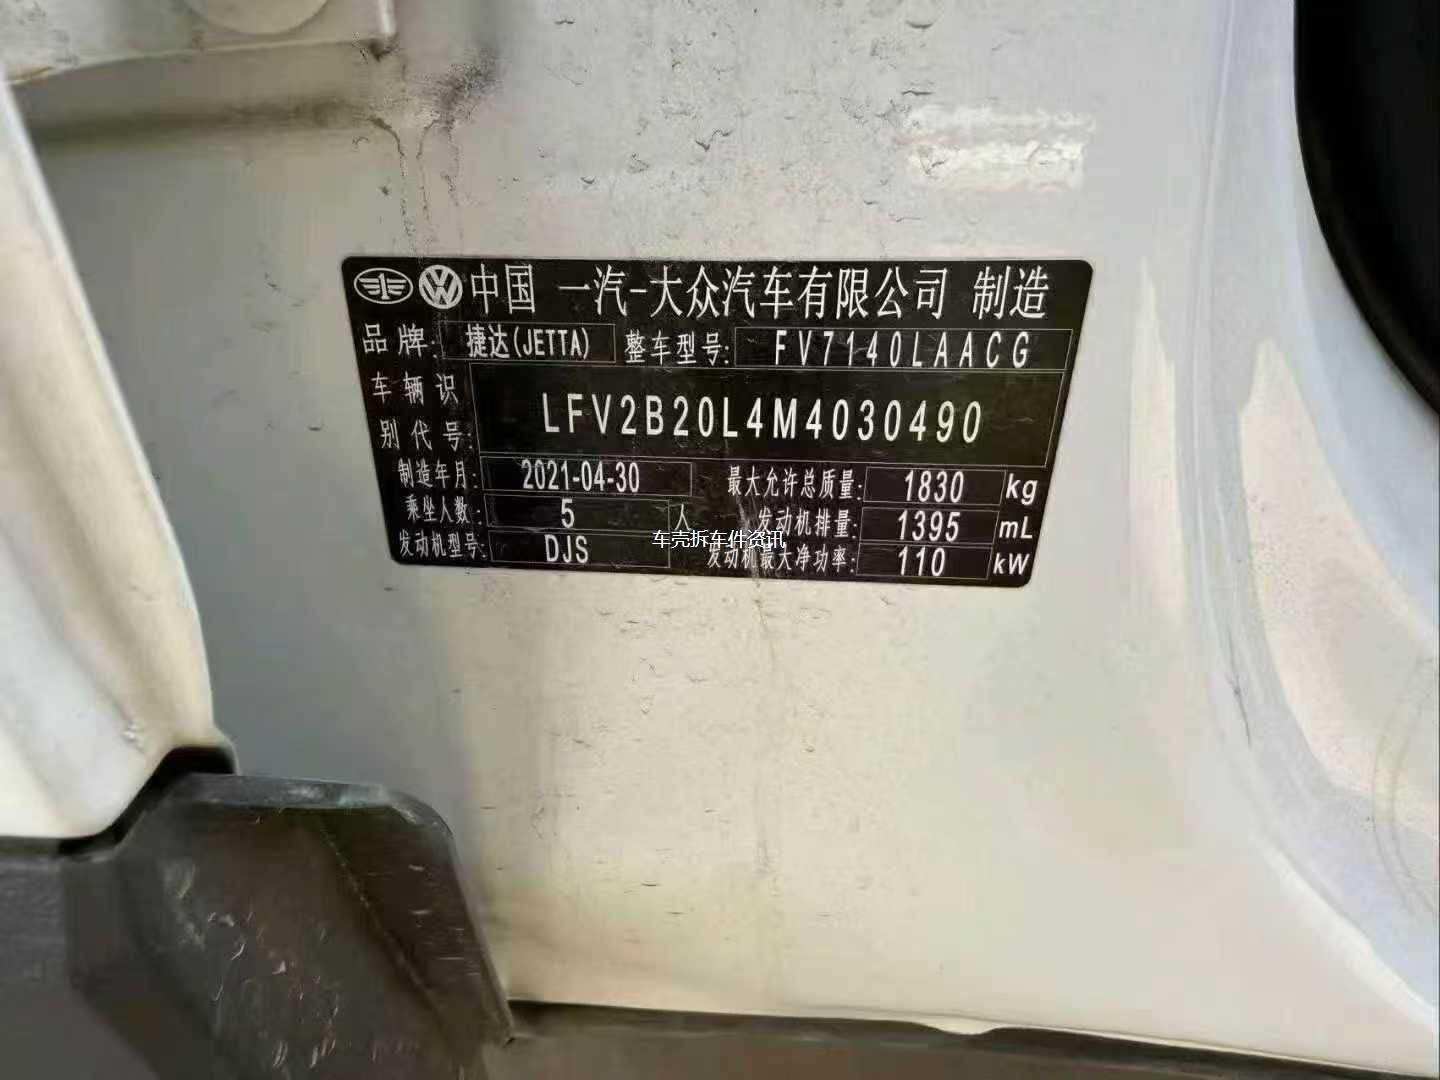 中国 一汽-大众汽车有限公司 制造
品牌: 捷达(JETTA) 整车型号: FV7140LAACG
车辆识别代号: LFV2B20L4M4030490
制造年月: 2021-04-30 最大允许总质量: 1830 kg
乘坐人数: 5 人 发动机排量: 1395 mL
发动机型号: DJS 发动机最大净功率: 110 kW
车壳拆车件资讯